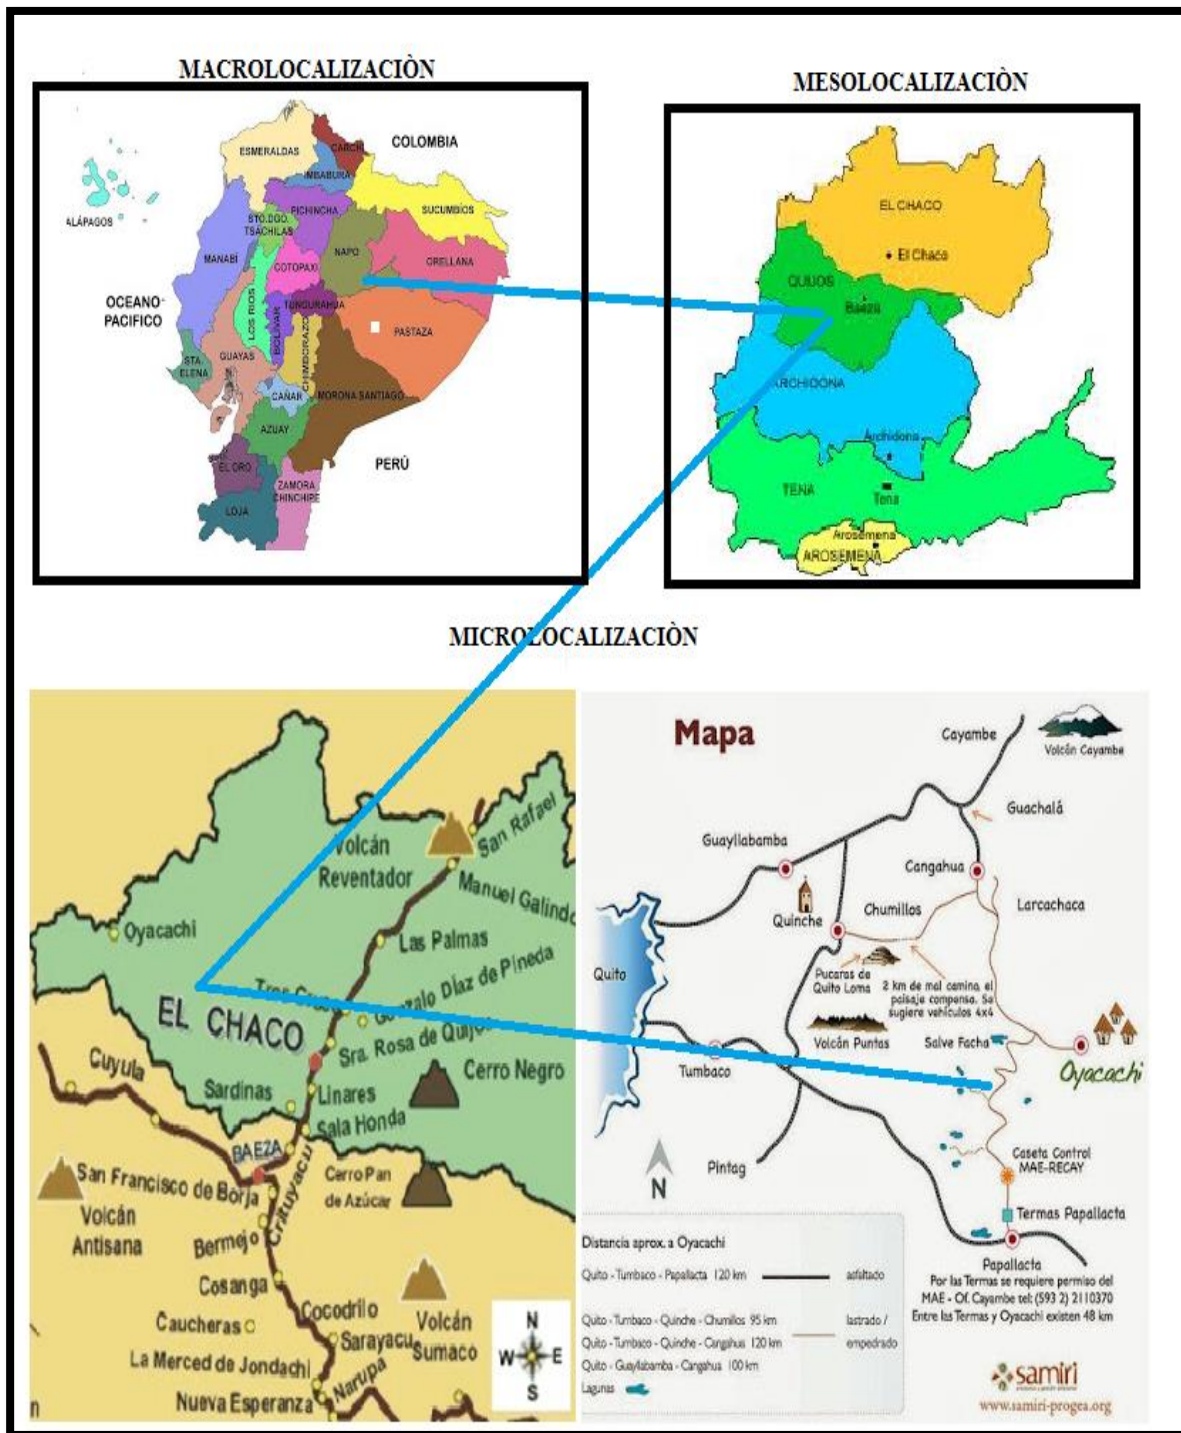 MACROLOCALIZACIÒN
COLOMBIA
ESMERALDAS
CARCHI
IMBABURA
PICHINCHA
SUCUMBÍOS
ALÁPAGOS
STO.DGO.
TSÁCHILAS
NAPO
MANABI
COTOPAXI
ORELLANA
OCEANO
PACIFICO
LOS RIOS
BOLIVAR
TUNGURAHUA
CHIMBORAZO
PASTAZA
GUAYAS
STA.
ELENA
CAÑAR
MORONA SANTIAGO
AZUAY
EL ORO
ZAMORA
CHINCHIPE
LOJA
PERÚ
MESOLOCALIZACIÒN
EL CHACO
El Chaco
QUIJOS
Baeza
ARCHIDONA
Archidona
TENA
Tena
Arosemena
AROSEMENA
MICROLOCALIZACIÒN
San Rafael
Volcán
Reventador
Manuel Galindo
Oyacachi
Las Palmas
Gonzalo Díaz de Pineda
EL CHACO
Sra. Rosa de Quijos
Cuyula
Cerro Negro
Sardinas
Linares
Sala Honda
BAEZA
San Francisco de Borja
Cerro Pan
de Azúcar
Volcán
Antisana
Bermejo
Cosanga
Cocodrilo
Caucheras
Sarayacu
Volcán
Sumaco
La Merced de Jondachi
Narupa
Nueva Esperanza
N
W E
S
Mapa
Cayambe
Volcán Cayambe
Guachalá
Guayllabamba
Cangahua
Quinche
Chumillos
Larcachaca
Quito
Pucaras de
Quito Loma
2 km de mal camino, el
paisaje compensa. Se
sugiere vehículos 4x4
Volcán Puntas
Salve Facha
Oyacachi
Tumbaco
Pintag
N
Caseta Control
MAE-RECAY
Termas Papallacta
Papallacta
Por las Termas se requiere permiso del
MAE - Of. Cayambe tel: (593 2) 2110370
Entre las Termas y Oyacachi existen 48 km
Distancia aprox. a Oyacachi
Quito - Tumbaco - Papallacta 120 km asfaltado
Quito - Tumbaco - Quinche - Chumillos 95 km lastrado /
Quito - Tumbaco - Quinche - Cangahua 120 km empedrado
Quito - Guayllabamba - Cangahua 100 km
Lagunas
samiri
www.samiri-progea.org